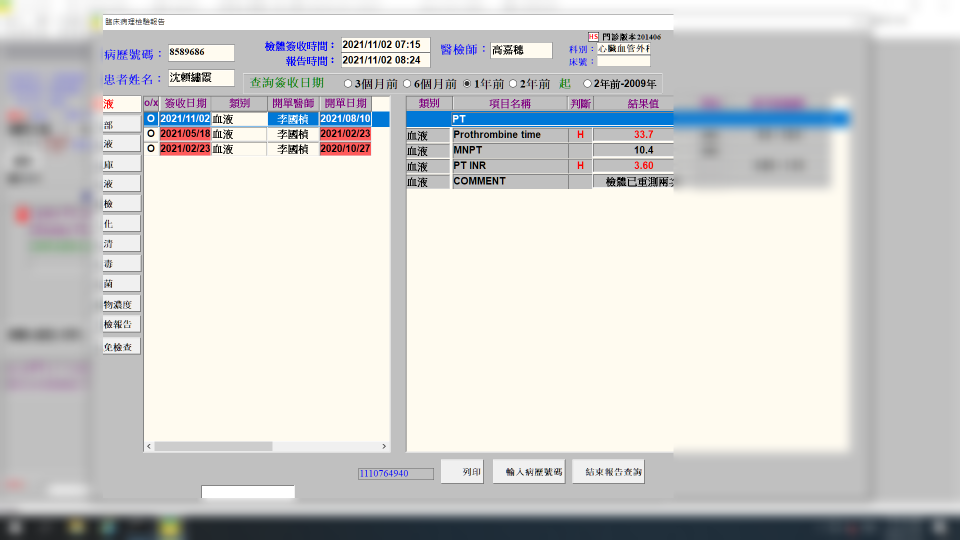 臨床病理檢驗報告
HS 門診版本201406
病歷號碼： 8589686 檢體簽收時間： 2021/11/02 07:15 醫檢師： 高嘉穗 科別： 心臟血管外科
報告時間： 2021/11/02 08:24 床號：
患者姓名： 沈賴繡霞 查詢簽收日期 3個月前 6個月前 1年前 2年前 起 2年前-2009年
液
部
液
庫
液
檢
化
清
毒
菌
物濃度
檢報告
免檢查
o/x 簽收日期 類別 開單醫師 開單日期
O 2021/11/02 血液 李國楨 2021/08/10
O 2021/05/18 血液 李國楨 2021/02/23
O 2021/02/23 血液 李國楨 2020/10/27
類別 項目名稱 判斷 結果值
PT
血液 Prothrombine time H 33.7
血液 MNPT 10.4
血液 PT INR H 3.60
血液 COMMENT 檢體已重測兩次
1110764940 列印 輸入病歷號碼 結束報告查詢